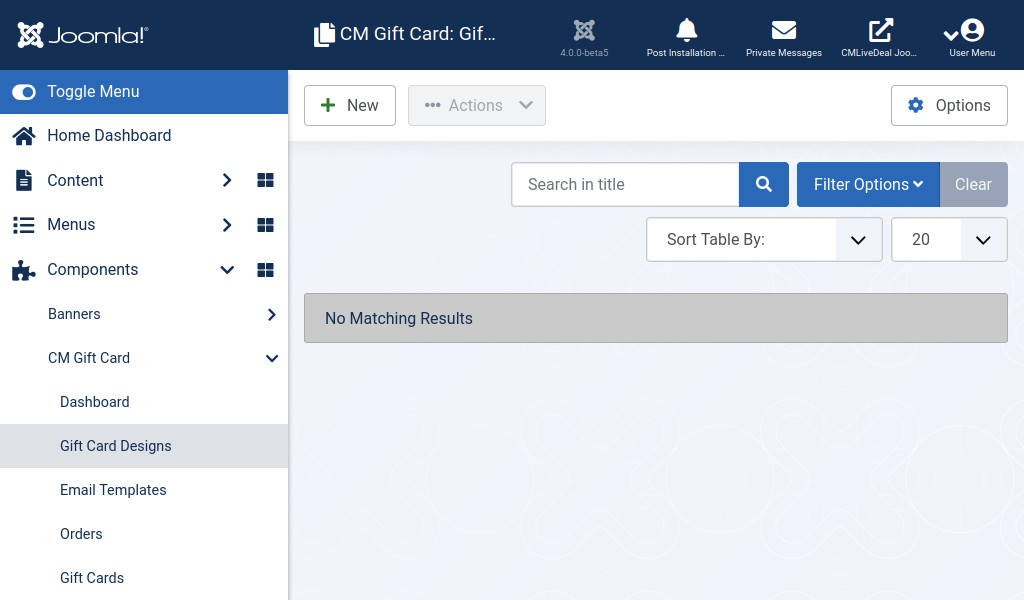 Joomla!®
CM Gift Card: Gif...
4.0.0-beta5
Post Installation ...
Private Messages
CMLiveDeal Joo...
User Menu
Toggle Menu
Home Dashboard
Content
Menus
Components
Banners
CM Gift Card
Dashboard
Gift Card Designs
Email Templates
Orders
Gift Cards
New
Actions
Options
Search in title
Filter Options
Clear
Sort Table By:
20
No Matching Results